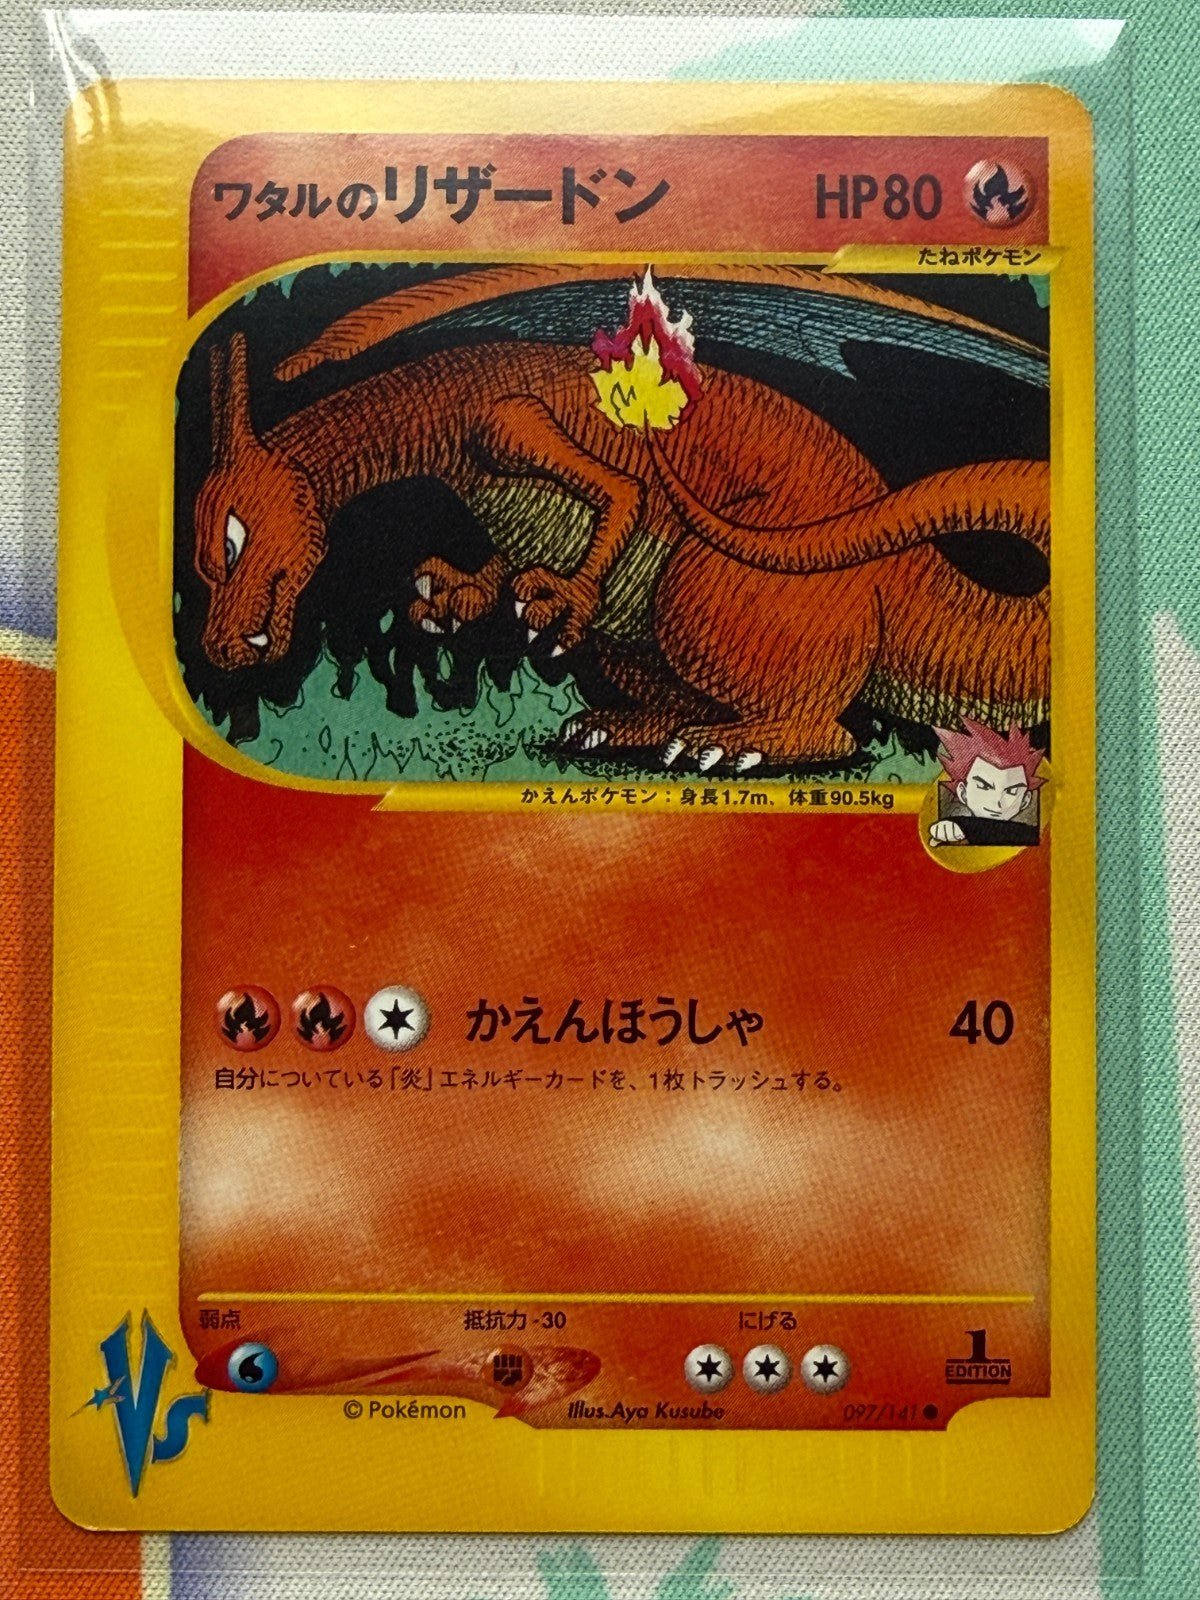 ワタルのリザードン HP80
たねポケモン
かえんポケモン：身長1.7m、体重90.5kg
かえんほうしゃ 40
自分についている「炎」エネルギーカードを、1枚トラッシュする。
弱点 抵抗力 -30 にげる
1
EDITION
© Pokémon Illus.Aya Kusube 097/141 ●
VS